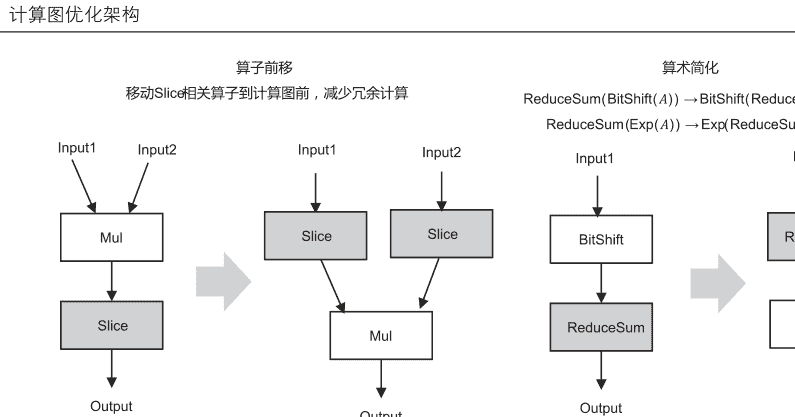 计算图优化架构
算子前移
移动Slice相关算子到计算图前，减少冗余计算
Input1
Input2
Mul
Slice
Output
Input1
Input2
Slice
Slice
Mul
Output
算术简化
ReduceSum(BitShift(A)) →BitShift(Reduce
ReduceSum(Exp(A)) →Exp(ReduceSu
Input1
BitShift
ReduceSum
Output
R